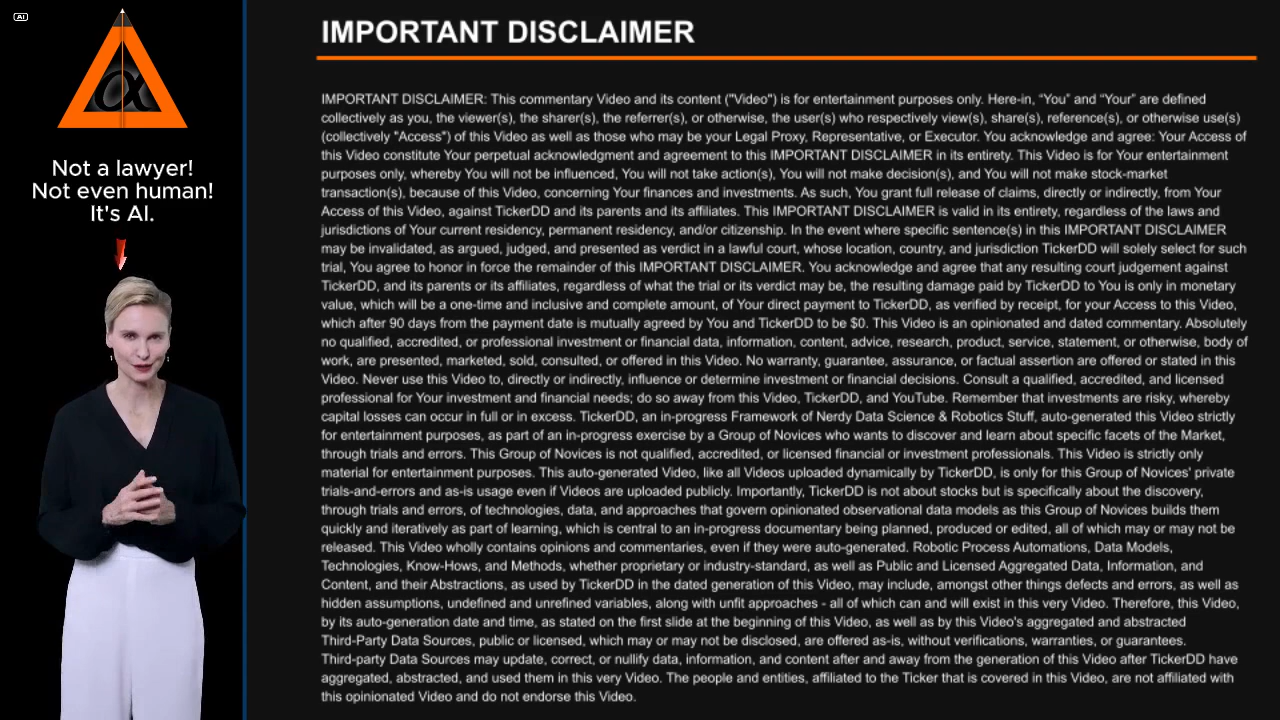 AI
α
Not a lawyer!
Not even human!
It's AI.
IMPORTANT DISCLAIMER
IMPORTANT DISCLAIMER: This commentary Video and its content ("Video") is for entertainment purposes only. Here-in, “You” and “Your” are defined
collectively as you, the viewer(s), the sharer(s), the referrer(s), or otherwise, the user(s) who respectively view(s), share(s), reference(s), or otherwise use(s)
(collectively "Access") of this Video as well as those who may be your Legal Proxy, Representative, or Executor. You acknowledge and agree: Your Access of
this Video constitute Your perpetual acknowledgment and agreement to this IMPORTANT DISCLAIMER in its entirety. This Video is for Your entertainment
purposes only, whereby You will not be influenced, You will not take action(s), You will not make decision(s), and You will not make stock-market
transaction(s), because of this Video, concerning Your finances and investments. As such, You grant full release of claims, directly or indirectly, from Your
Access of this Video, against TickerDD and its parents and its affiliates. This IMPORTANT DISCLAIMER is valid in its entirety, regardless of the laws and
jurisdictions of Your current residency, permanent residency, and/or citizenship. In the event where specific sentence(s) in this IMPORTANT DISCLAIMER
may be invalidated, as argued, judged, and presented as verdict in a lawful court, whose location, country, and jurisdiction TickerDD will solely select for such
trial, You agree to honor in force the remainder of this IMPORTANT DISCLAIMER. You acknowledge and agree that any resulting court judgement against
TickerDD, and its parents or its affiliates, regardless of what the trial or its verdict may be, the resulting damage paid by TickerDD to You is only in monetary
value, which will be a one-time and inclusive and complete amount, of Your direct payment to TickerDD, as verified by receipt, for your Access to this Video,
which after 90 days from the payment date is mutually agreed by You and TickerDD to be $0. This Video is an opinionated and dated commentary. Absolutely
no qualified, accredited, or professional investment or financial data, information, content, advice, research, product, service, statement, or otherwise, body of
work, are presented, marketed, sold, consulted, or offered in this Video. No warranty, guarantee, assurance, or factual assertion are offered or stated in this
Video. Never use this Video to, directly or indirectly, influence or determine investment or financial decisions. Consult a qualified, accredited, and licensed
professional for Your investment and financial needs; do so away from this Video, TickerDD, and YouTube. Remember that investments are risky, whereby
capital losses can occur in full or in excess. TickerDD, an in-progress Framework of Nerdy Data Science & Robotics Stuff, auto-generated this Video strictly
for entertainment purposes, as part of an in-progress exercise by a Group of Novices who wants to discover and learn about specific facets of the Market,
through trials and errors. This Group of Novices is not qualified, accredited, or licensed financial or investment professionals. This Video is strictly only
material for entertainment purposes. This auto-generated Video, like all Videos uploaded dynamically by TickerDD, is only for this Group of Novices' private
trials-and-errors and as-is usage even if Videos are uploaded publicly. Importantly, TickerDD is not about stocks but is specifically about the discovery,
through trials and errors, of technologies, data, and approaches that govern opinionated observational data models as this Group of Novices builds them
quickly and iteratively as part of learning, which is central to an in-progress documentary being planned, produced or edited, all of which may or may not be
released. This Video wholly contains opinions and commentaries, even if they were auto-generated. Robotic Process Automations, Data Models,
Technologies, Know-Hows, and Methods, whether proprietary or industry-standard, as well as Public and Licensed Aggregated Data, Information, and
Content, and their Abstractions, as used by TickerDD in the dated generation of this Video, may include, amongst other things defects and errors, as well as
hidden assumptions, undefined and unrefined variables, along with unfit approaches - all of which can and will exist in this very Video. Therefore, this Video,
by its auto-generation date and time, as stated on the first slide at the beginning of this Video, as well as by this Video's aggregated and abstracted
Third-Party Data Sources, public or licensed, which may or may not be disclosed, are offered as-is, without verifications, warranties, or guarantees.
Third-party Data Sources may update, correct, or nullify data, information, and content after and away from the generation of this Video after TickerDD have
aggregated, abstracted, and used them in this very Video. The people and entities, affiliated to the Ticker that is covered in this Video, are not affiliated with
this opinionated Video and do not endorse this Video.